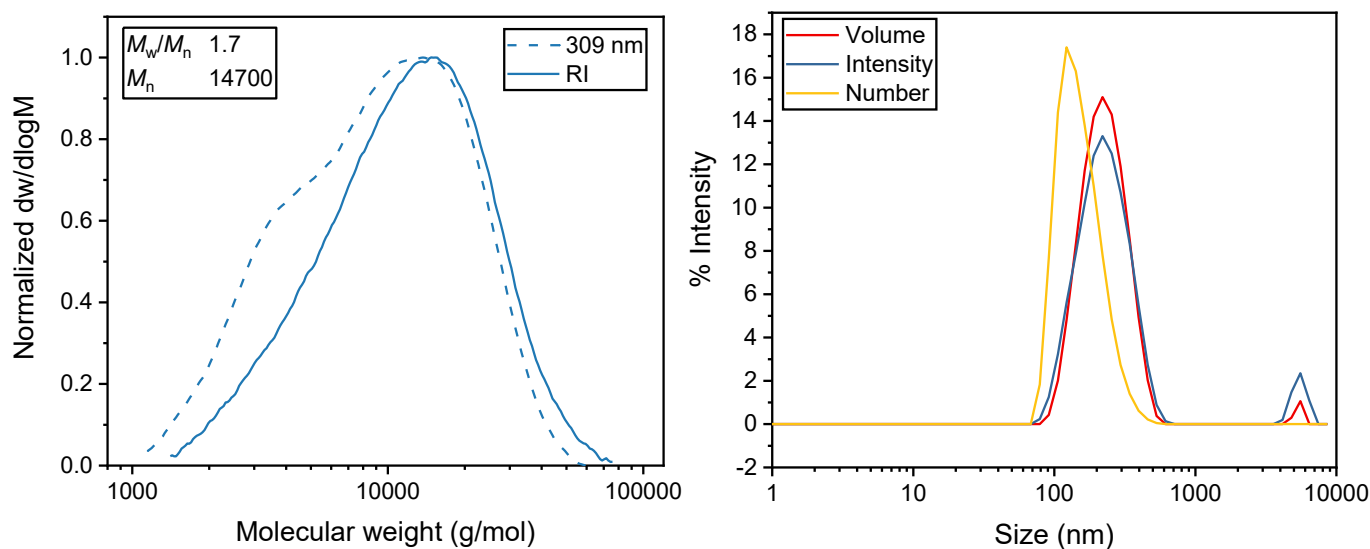 Mw/Mn 1.7
Mn 14700
309 nm
RI
Normalized dw/dlogM
1.0
0.8
0.6
0.4
0.2
0.0
1000 10000 100000
Molecular weight (g/mol)
Volume
Intensity
Number
% Intensity
18
16
14
12
10
8
6
4
2
0
-2
1 10 100 1000 10000
Size (nm)